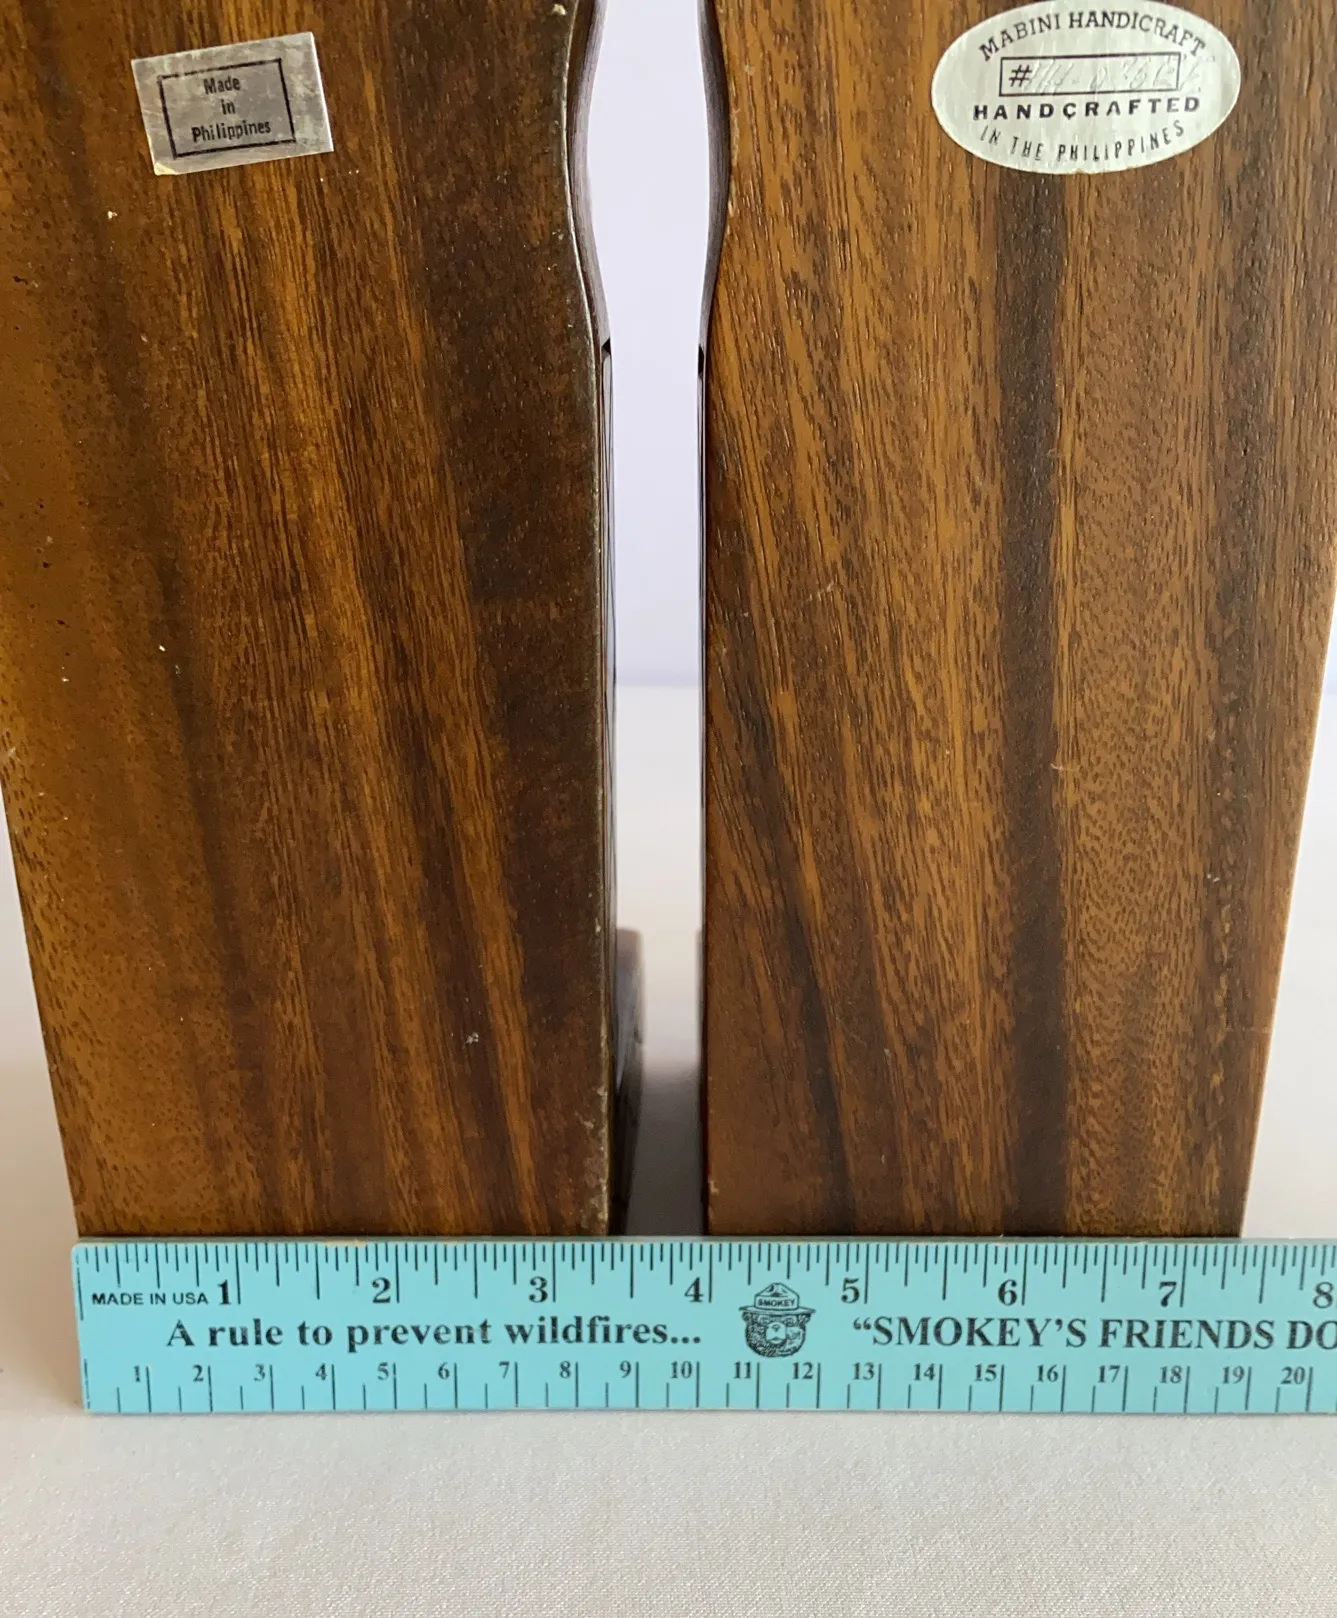 Made
in
Philippines
MABINI HANDICRAFT
#
HANDCRAFTED
IN THE PHILIPPINES
1 2 3 4 5 6 7 8
MADE IN USA
SMOKEY
A rule to prevent wildfires... “SMOKEY’S FRIENDS DO
1 2 3 4 5 6 7 8 9 10 11 12 13 14 15 16 17 18 19 20